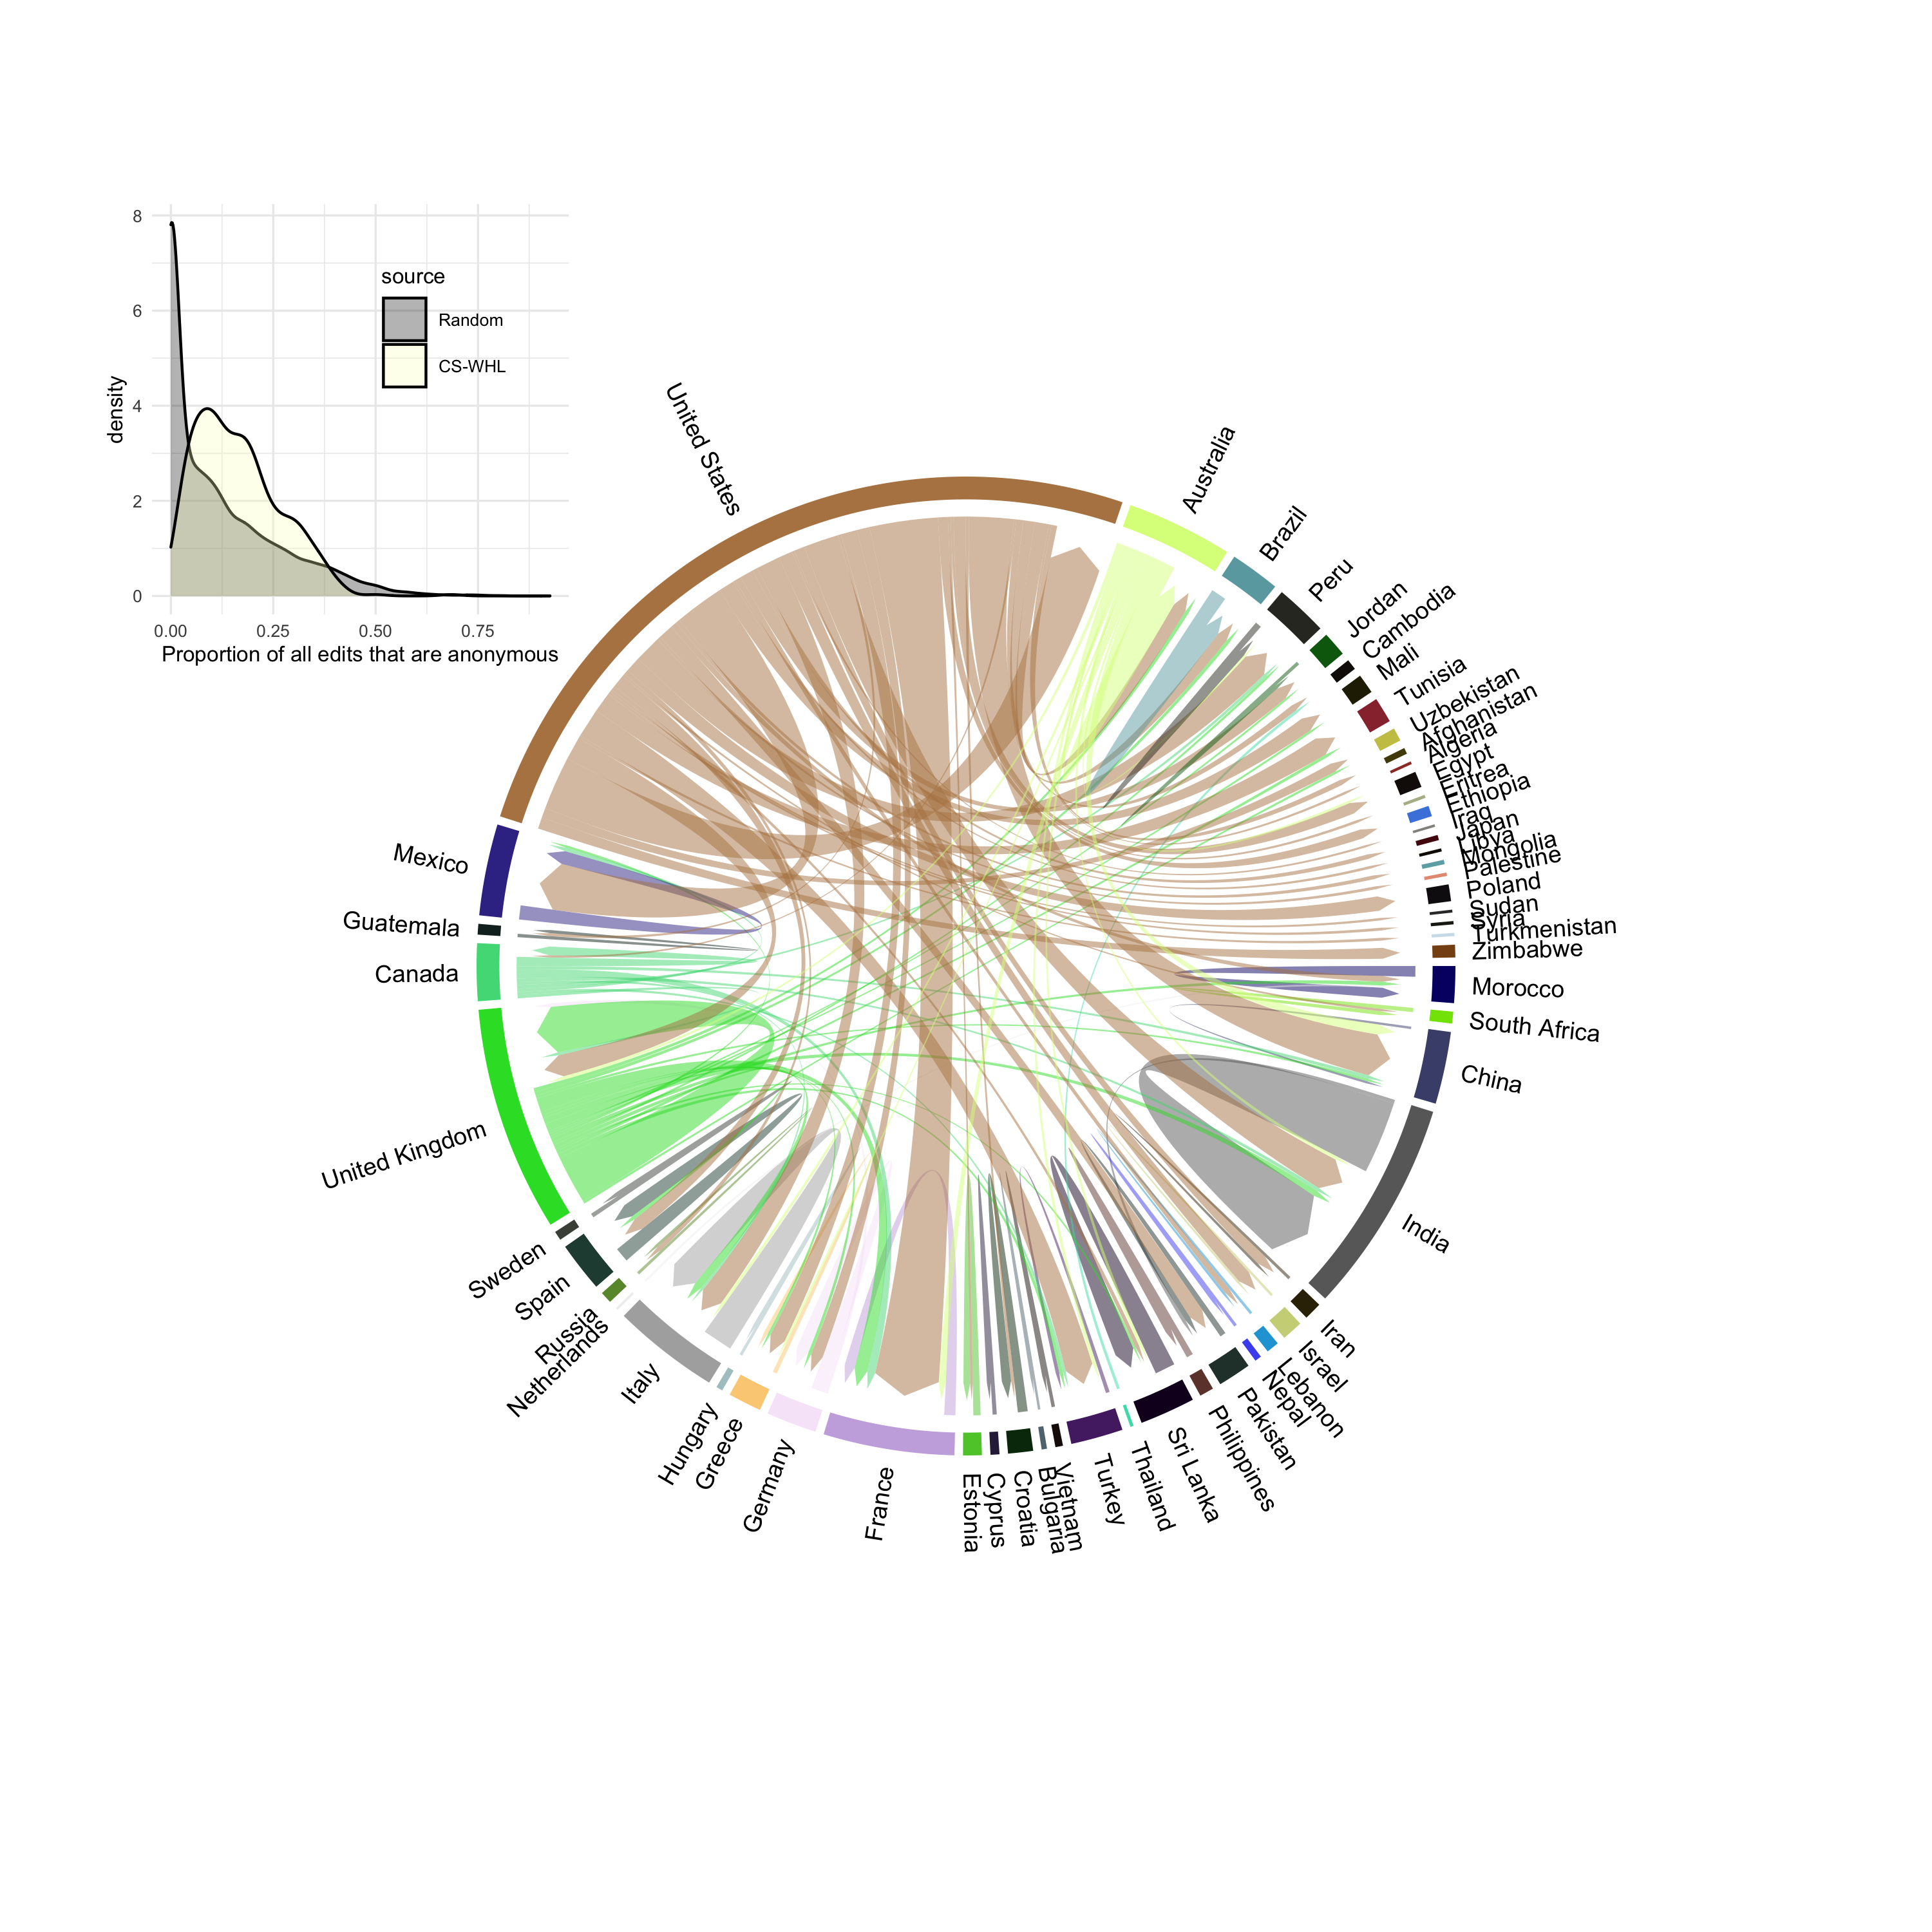 8
6
4
2
0
density
source
Random
CS-WHL
0.00
0.25
0.50
0.75
Proportion of all edits that are anonymous
United States
Australia
Brazil
Peru
Jordan
Cambodia
Mali
Tunisia
Uzbekistan
Afghanistan
Algeria
Egypt
Eritrea
Ethiopia
Iraq
Japan
Libya
Mongolia
Palestine
Poland
Sudan
Syria
Turkmenistan
Zimbabwe
Morocco
South Africa
China
India
Iran
Israel
Lebanon
Nepal
Pakistan
Philippines
Sri Lanka
Thailand
Turkey
Vietnam
Bulgaria
Croatia
Cyprus
Estonia
France
Germany
Greece
Hungary
Italy
Netherlands
Russia
Spain
Sweden
United Kingdom
Canada
Guatemala
Mexico